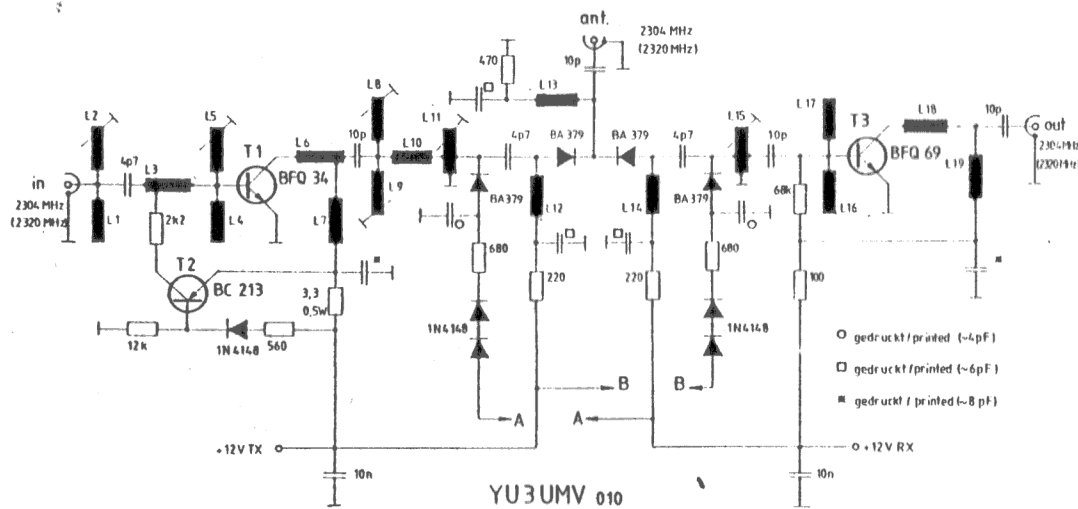 ant.
2304 MHz
(2320 MHz)
10p
470
L13
L2
L5
L8
L11
L15
L17
L18
10p
4p7
L3
T1
L6
10p
L10
4p7
BA 379
BA 379
4p7
10p
T3
in
2304 MHz
(2320 MHz)
BFQ 34
BFQ 69
out
2304 MHz
(2320 MHz)
L1
2k2
L4
L7
L9
BA379
L12
L14
BA379
68k
L16
L19
T2
BC 213
3,3
0,5W
680
220
220
680
100
12k
1N4148
560
1N4148
1N4148
gedruckt/printed (~4pF)
gedruckt/printed (~6pF)
gedruckt / printed (~8 pF)
B
B
A
A
+12V TX
+12V RX
10n
10n
YU3UMV 010